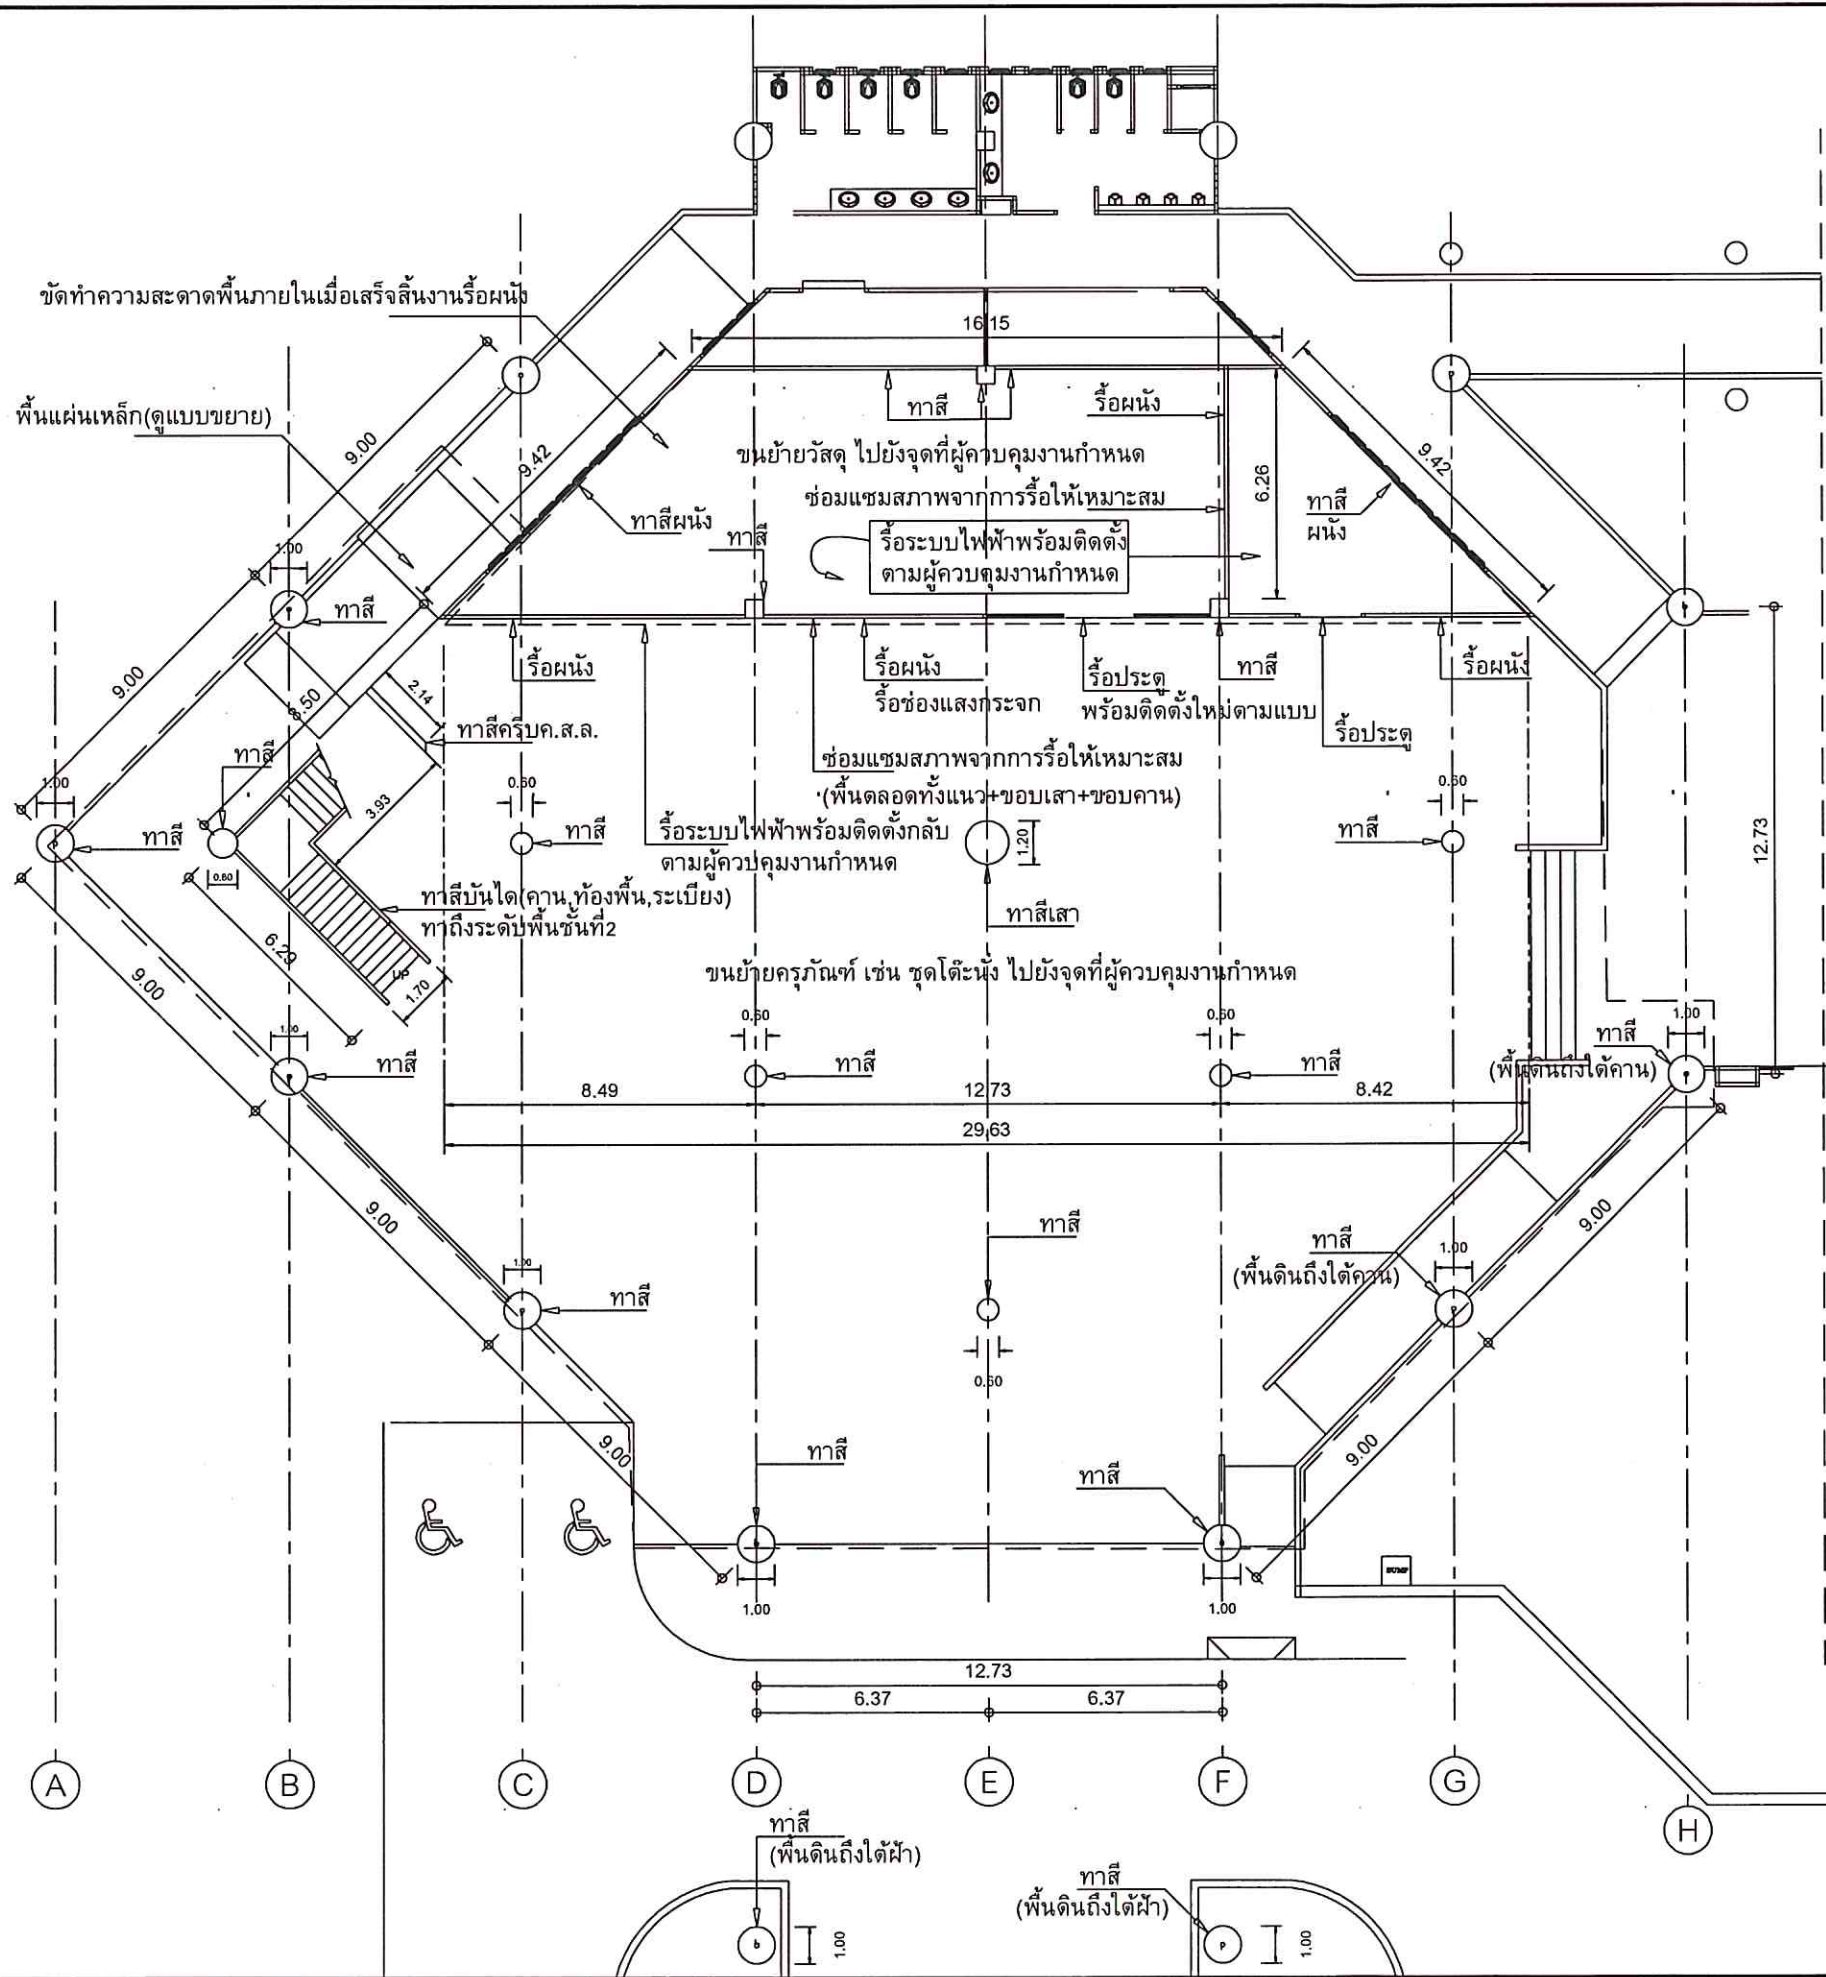 ขัดทำความสะดาดพื้นภายในเมื่อเสร็จสิ้นงานรื้อผนัง
16.15
พื้นแผ่นเหล็ก(ดูแบบขยาย)
9.00
9.42
ทาสี
รื้อผนัง
ขนย้ายวัสดุ ไปยังจุดที่ผู้ควบคุมงานกำหนด
9.42
6.26
ซ่อมแซมสภาพจากการรื้อให้เหมาะสม
ทาสี
ผนัง
ทาสีผนัง
ทาสี
รื้อระบบไฟฟ้าพร้อมติดตั้ง
ตามผู้ควบคุมงานกำหนด
1.00
ทาสี
9.00
8.50
2.14
รื้อผนัง
รื้อผนัง
รื้อช่องแสงกระจก
รื้อประตู
พร้อมติดตั้งใหม่ตามแบบ
ทาสี
รื้อผนัง
รื้อประตู
ทาสีครีบค.ส.ล.
ทาสี
ซ่อมแซมสภาพจากการรื้อให้เหมาะสม
(พื้นตลอดทั้งแนว+ขอบเสา+ขอบคาน)
1.00
3.93
0.60
0.60
ทาสี
ทาสี
รื้อระบบไฟฟ้าพร้อมติดตั้งกลับ
ตามผู้ควบคุมงานกำหนด
1.20
ทาสี
12.73
0.60
ทาสีบันได(คาน,ท้องพื้น,ระเบียง)
ทาถึงระดับพื้นชั้นที่2
ทาสีเสา
6.29
9.00
UP
1.70
ขนย้ายครุภัณฑ์ เช่น ชุดโต๊ะนั่ง ไปยังจุดที่ผู้ควบคุมงานกำหนด
0.60
0.60
1.00
1.00
ทาสี
ทาสี
ทาสี
ทาสี
(พื้นดินถึงใต้คาน)
8.49
12.73
8.42
29.63
9.00
ทาสี
9.00
ทาสี
(พื้นดินถึงใต้คาน)
1.00
1.00
ทาสี
0.60
9.00
ทาสี
ทาสี
9.00
SUMP
1.00
1.00
12.73
6.37
6.37
A
B
C
D
E
F
G
H
ทาสี
(พื้นดินถึงใต้ฝ้า)
ทาสี
(พื้นดินถึงใต้ฝ้า)
1.00
1.00